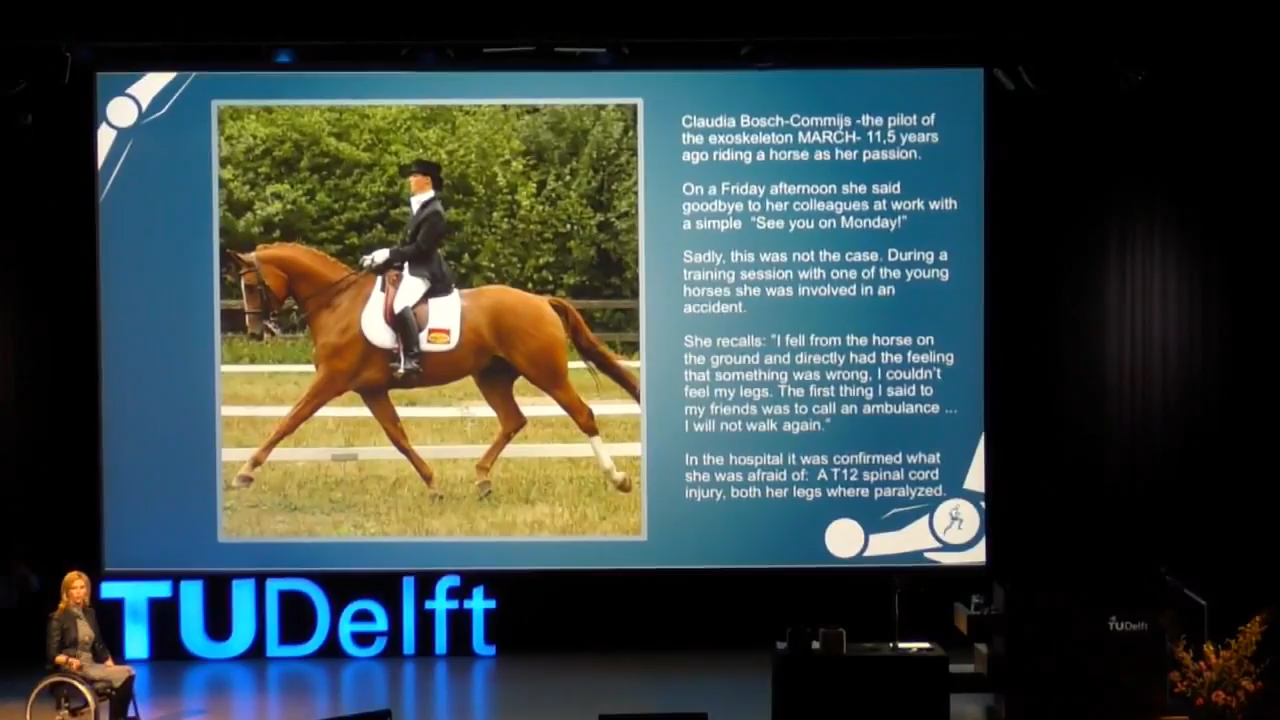 Claudia Bosch-Commijs -the pilot of
the exoskeleton MARCH- 11,5 years
ago riding a horse as her passion.
On a Friday afternoon she said
goodbye to her colleagues at work with
a simple "See you on Monday!"
Sadly, this was not the case. During a
training session with one of the young
horses she was involved in an
accident.
She recalls: "I fell from the horse on
the ground and directly had the feeling
that something was wrong, I couldn't
feel my legs. The first thing I said to
my friends was to call an ambulance ...
I will not walk again."
In the hospital it was confirmed what
she was afraid of: A T12 spinal cord
injury, both her legs where paralyzed.
TUDelft
TUDelft